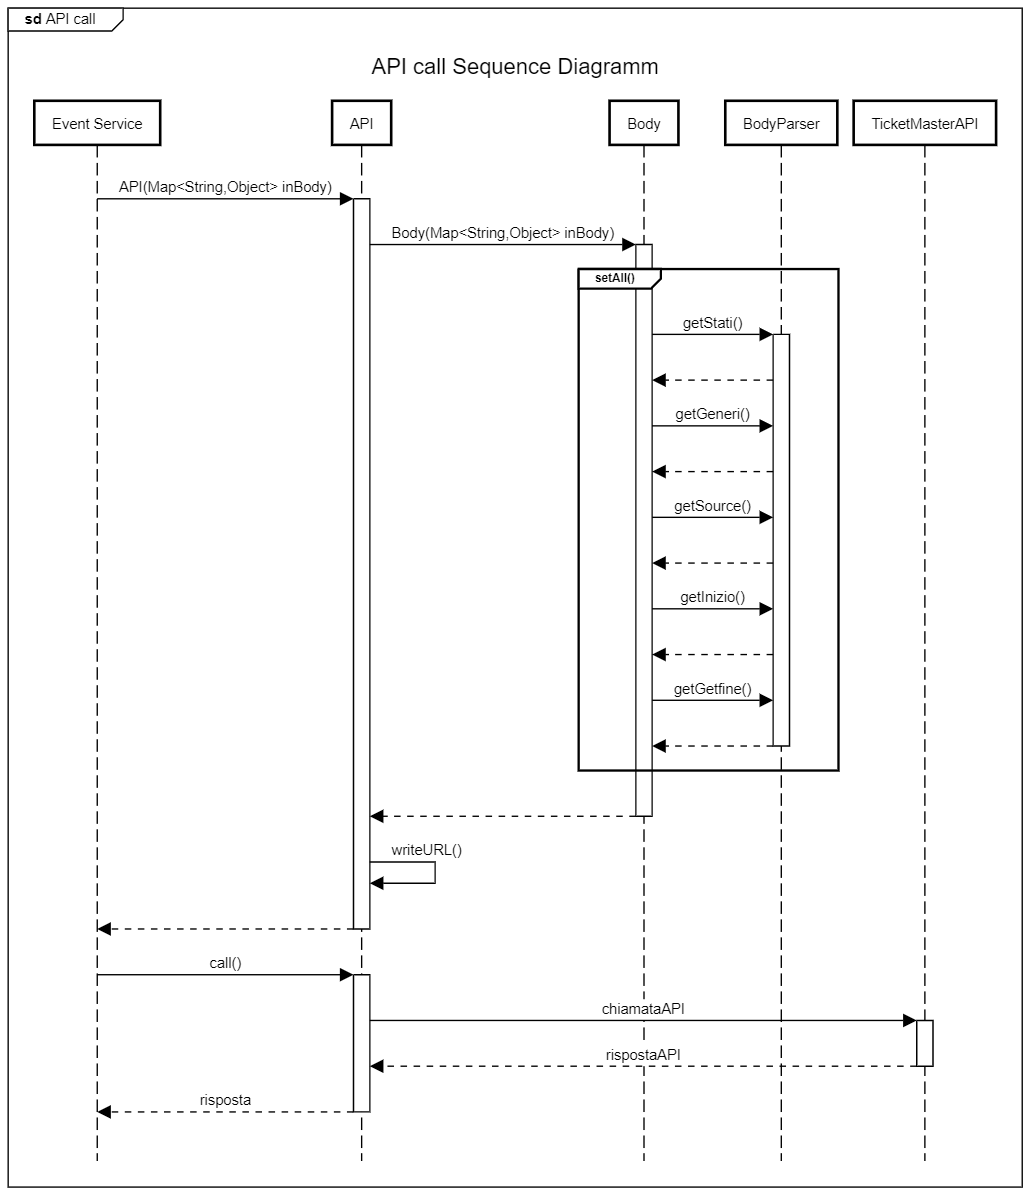 sd API call
API call Sequence Diagramm
Event Service
API
Body
BodyParser
TicketMasterAPI
API(Map<String,Object> inBody)
Body(Map<String,Object> inBody)
setAll()
getStati()
getGeneri()
getSource()
getInizio()
getGetfine()
writeURL()
call()
chiamataAPI
rispostaAPI
risposta